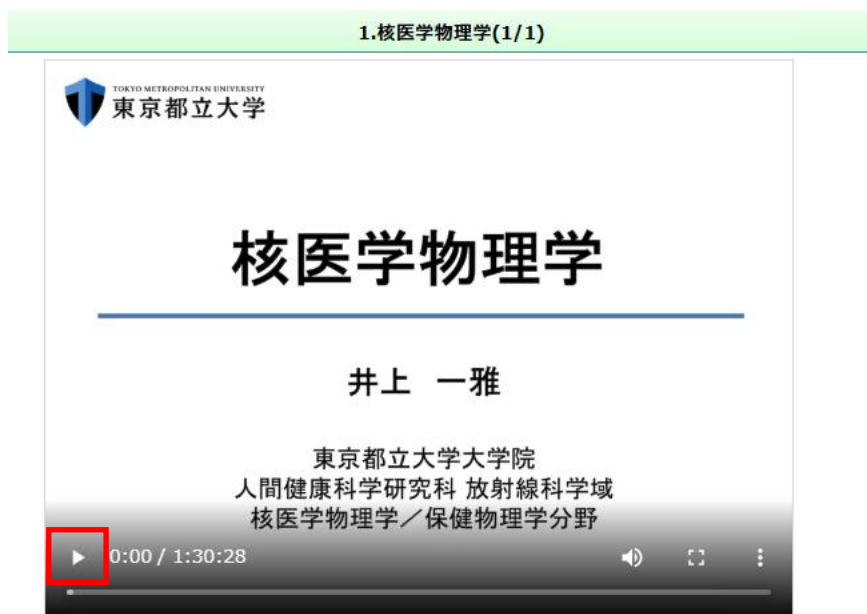 1.核医学物理学(1/1)
TOKYO METROPOLITAN UNIVERSITY
東京都立大学
核医学物理学
井上 一雅
東京都立大学大学院
人間健康科学研究科 放射線科学域
核医学物理学／保健物理学分野
0:00 / 1:30:28